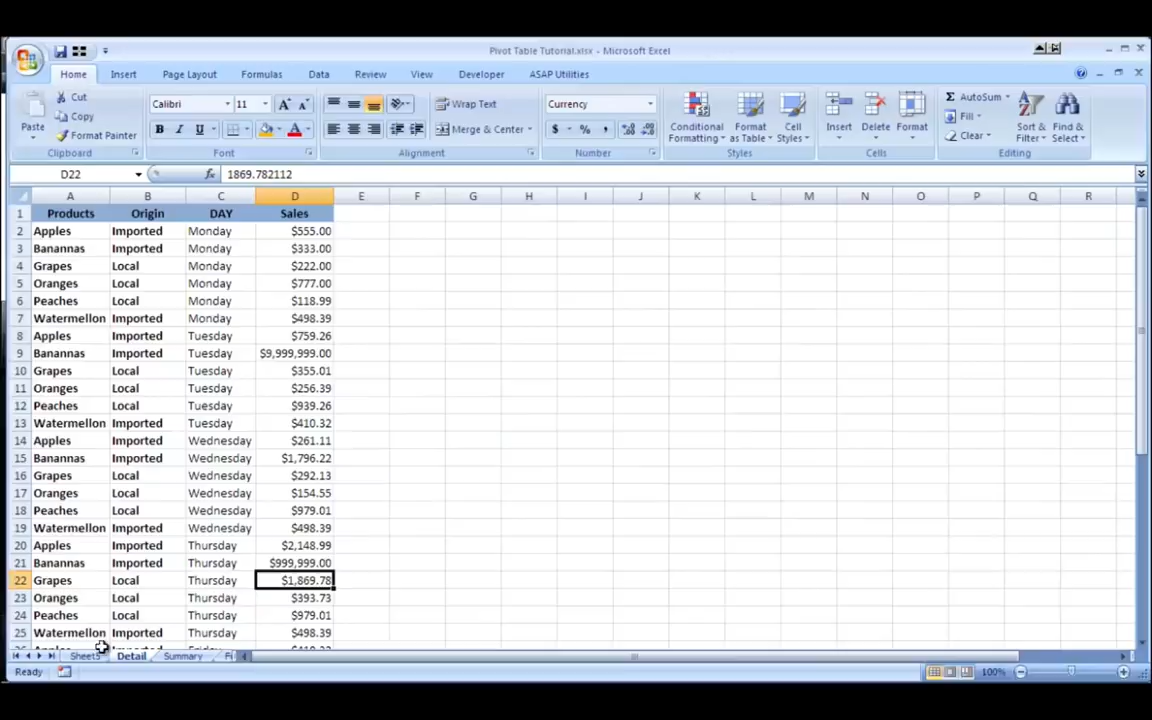 Pivot Table Tutorial.xlsx - Microsoft Excel
Home Insert Page Layout Formulas Data Review View Developer ASAP Utilities
Paste
Cut
Copy
Format Painter
Clipboard
Calibri 11
B I U
Font
Wrap Text
Merge & Center
Alignment
Currency
$ % ,
Number
Conditional Formatting
Format as Table
Cell Styles
Styles
Insert Delete Format
Cells
Σ AutoSum
Fill
Clear
Sort & Filter
Find & Select
Editing
D22 fx 1869.782112
A B C D E F G H I J K L M N O P Q R
1 Products Origin DAY Sales
2 Apples Imported Monday $555.00
3 Banannas Imported Monday $333.00
4 Grapes Local Monday $222.00
5 Oranges Local Monday $777.00
6 Peaches Local Monday $118.99
7 Watermellon Imported Monday $498.39
8 Apples Imported Tuesday $759.26
9 Banannas Imported Tuesday $9,999,999.00
10 Grapes Local Tuesday $355.01
11 Oranges Local Tuesday $256.39
12 Peaches Local Tuesday $939.26
13 Watermellon Imported Tuesday $410.32
14 Apples Imported Wednesday $261.11
15 Banannas Imported Wednesday $1,796.22
16 Grapes Local Wednesday $292.13
17 Oranges Local Wednesday $154.55
18 Peaches Local Wednesday $979.01
19 Watermellon Imported Wednesday $498.39
20 Apples Imported Thursday $2,148.99
21 Banannas Imported Thursday $999,999.00
22 Grapes Local Thursday $1,869.78
23 Oranges Local Thursday $393.73
24 Peaches Local Thursday $979.01
25 Watermellon Imported Thursday $498.39
Detail Summary
Ready 100%